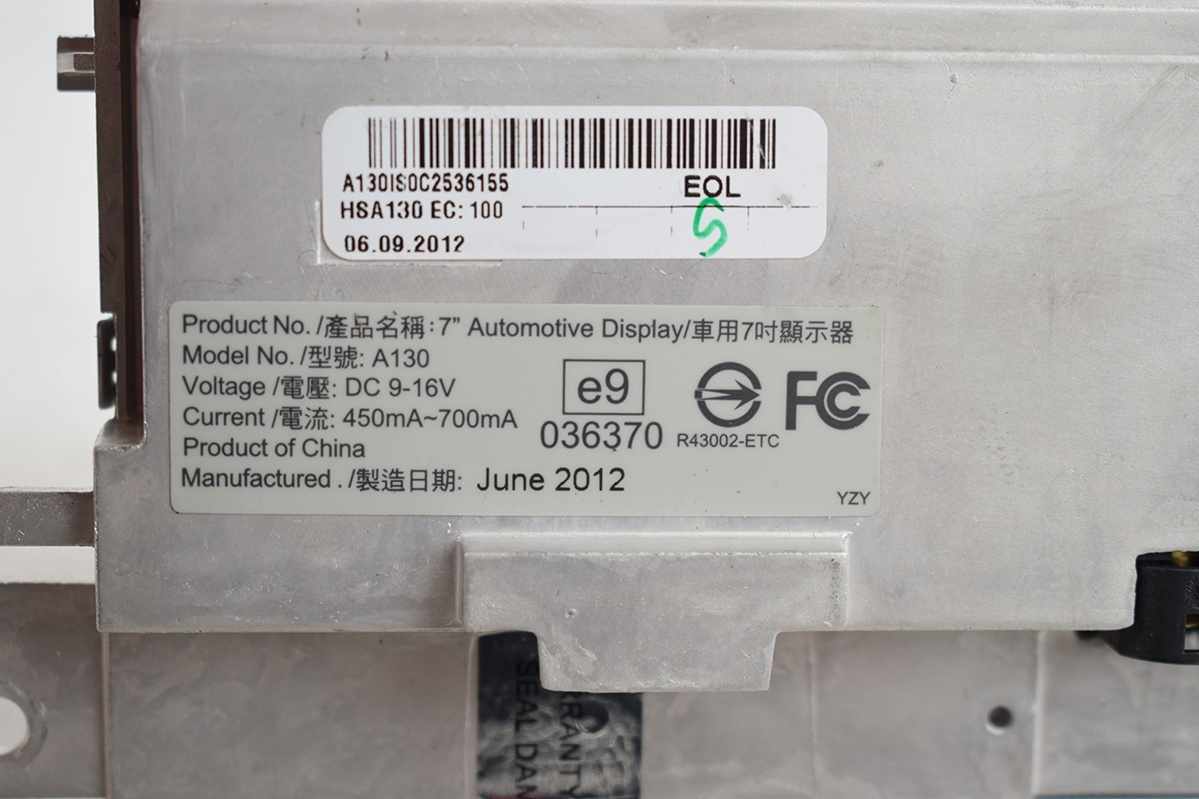 A130IS0C2536155
EOL
HSA130 EC: 100
S
06.09.2012
Product No. /產品名稱: 7" Automotive Display/車用7吋顯示器
Model No. /型號: A130
Voltage /電壓: DC 9-16V
Current /電流: 450mA~700mA
Product of China
Manufactured . /製造日期: June 2012
e9
036370
R43002-ETC
FC
YZY
SEAL